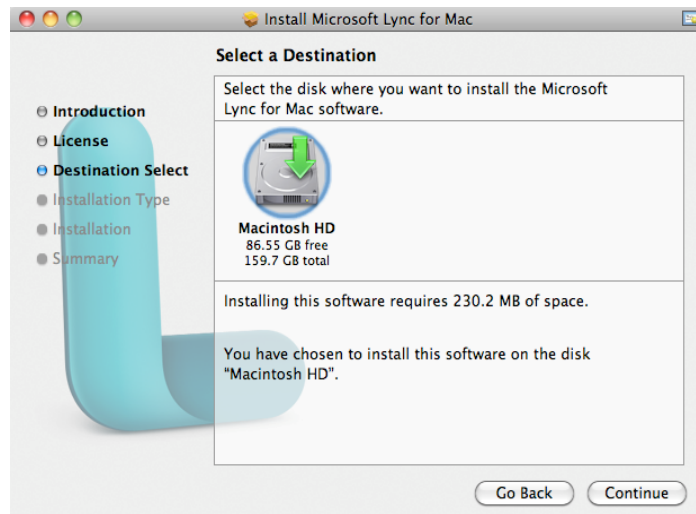 Install Microsoft Lync for Mac
Select a Destination
Introduction
License
Destination Select
Installation Type
Installation
Summary
Select the disk where you want to install the Microsoft
Lync for Mac software.
Macintosh HD
86.55 GB free
159.7 GB total
Installing this software requires 230.2 MB of space.
You have chosen to install this software on the disk
"Macintosh HD".
Go Back
Continue